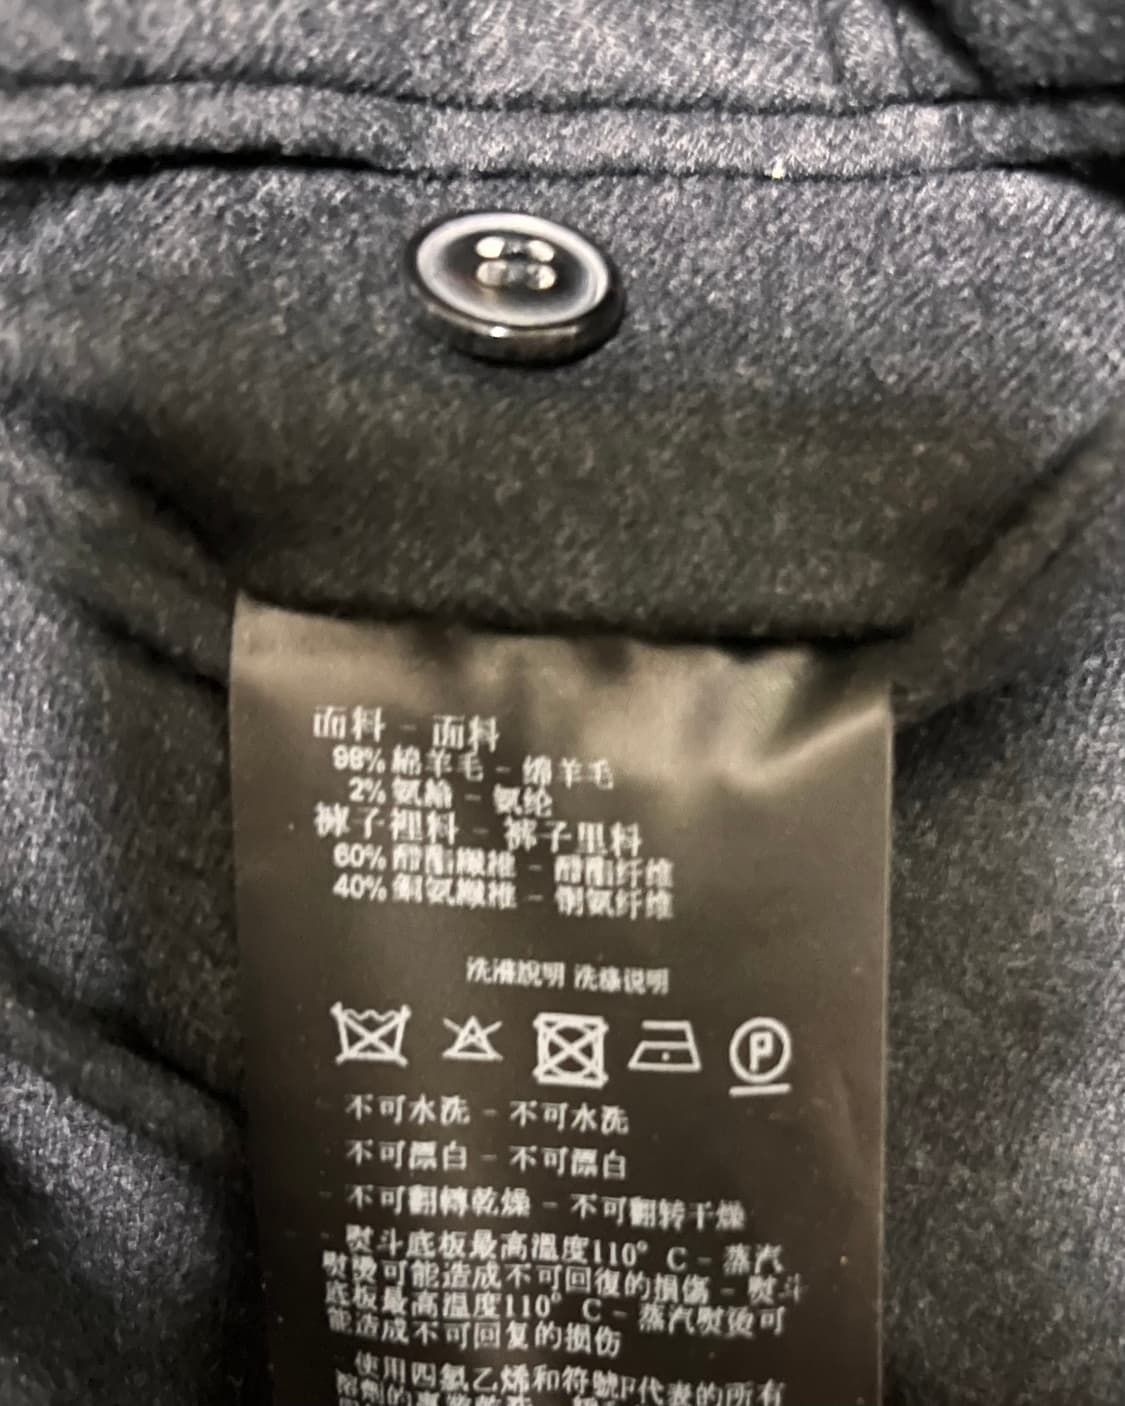 面料 - 面料
98% 綿羊毛 - 绵羊毛
2% 氨綸 - 氨纶
褲子裡料 - 裤子里料
60% 醋酯纖維 - 醋酯纤维
40% 銅氨纖維 - 铜氨纤维
洗滌說明 洗涤说明
P
不可水洗 - 不可水洗
不可漂白 - 不可漂白
- 不可翻轉乾燥 - 不可翻转干燥
- 熨斗底板最高溫度110° C - 蒸汽
熨燙可能造成不可回復的損傷 - 熨斗
底板最高温度110° C - 蒸汽熨烫可
能造成不可回复的损伤
使用四氯乙烯和符號P代表的所有
溶劑的專業乾洗